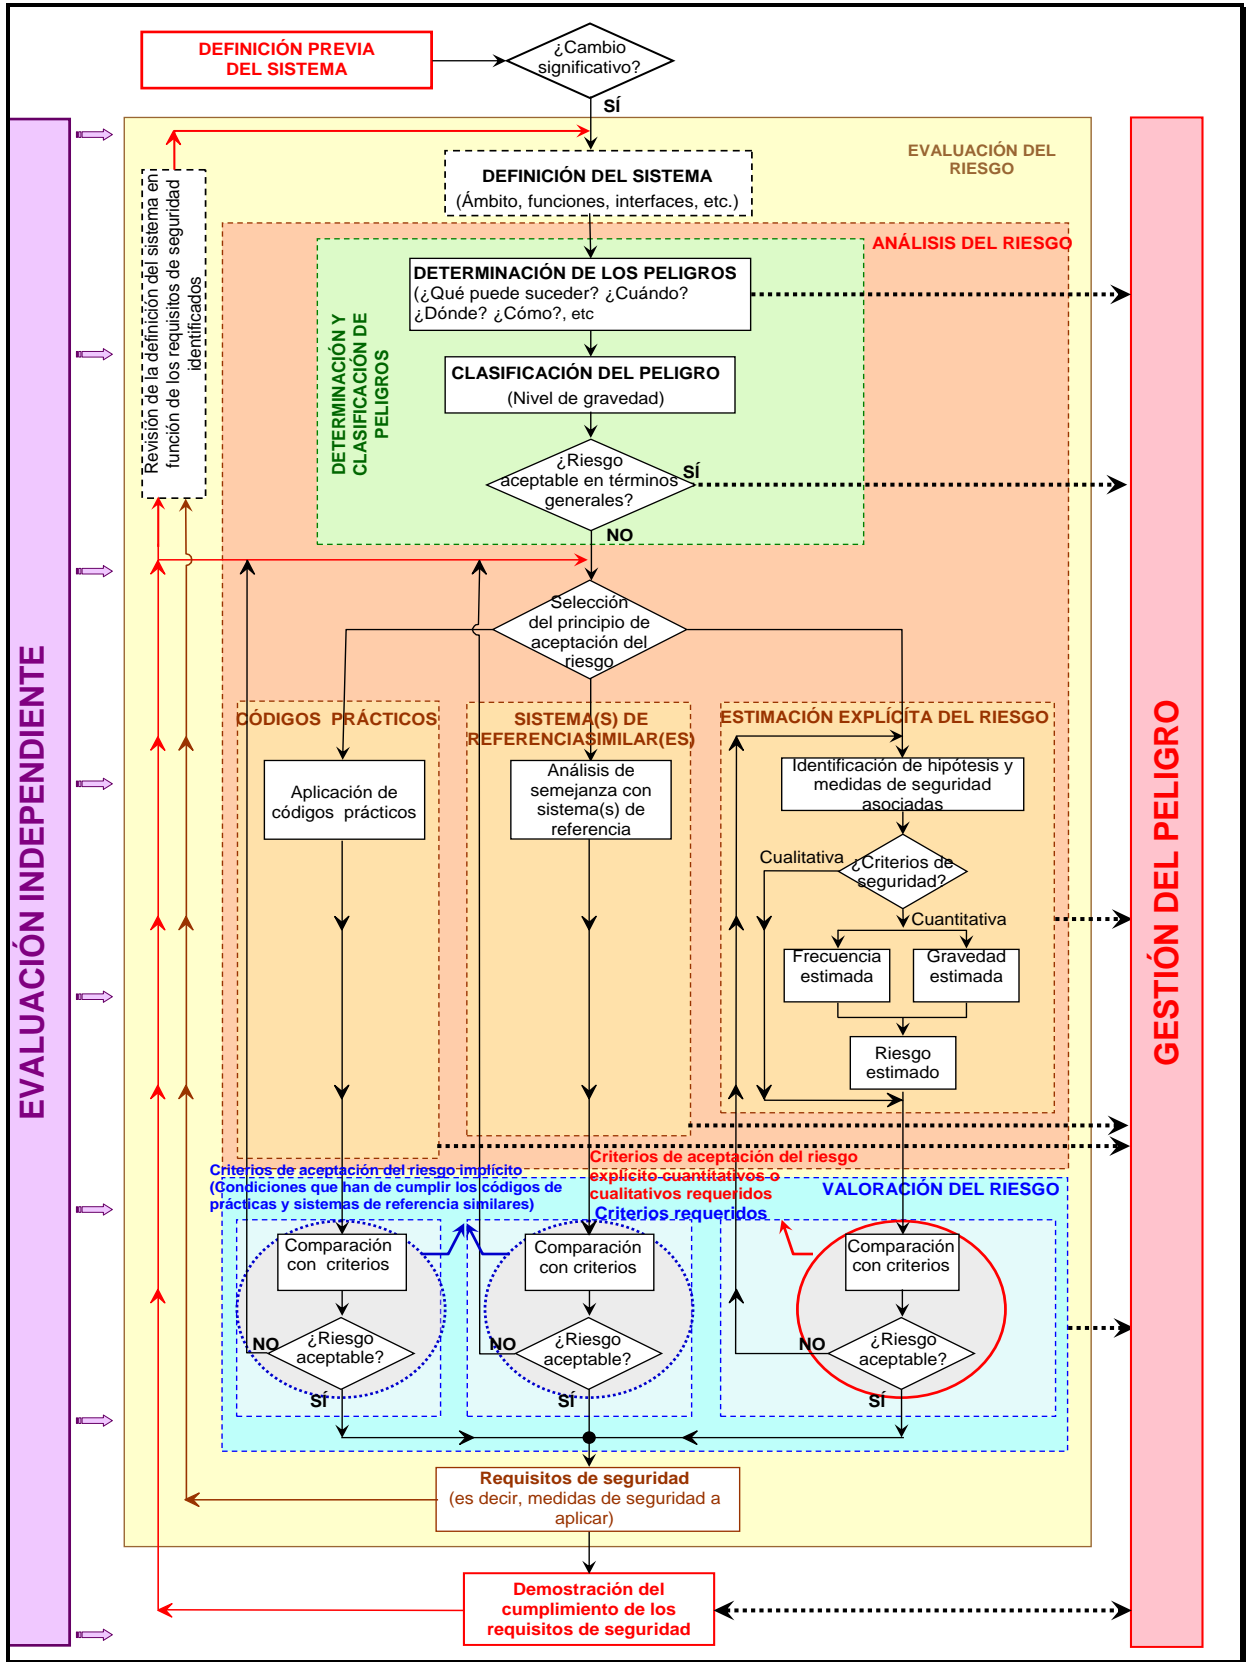 DEFINICIÓN PREVIA
DEL SISTEMA
¿Cambio
significativo?
SÍ
EVALUACIÓN INDEPENDIENTE
GESTIÓN DEL PELIGRO
EVALUACIÓN DEL
RIESGO
Revisión de la definición del sistema en
función de los requisitos de seguridad
identificados
DEFINICIÓN DEL SISTEMA
(Ámbito, funciones, interfaces, etc.)
ANÁLISIS DEL RIESGO
DETERMINACIÓN Y
CLASIFICACIÓN DE
PELIGROS
DETERMINACIÓN DE LOS PELIGROS
(¿Qué puede suceder? ¿Cuándo?
¿Dónde? ¿Cómo?, etc
CLASIFICACIÓN DEL PELIGRO
(Nivel de gravedad)
¿Riesgo
aceptable en términos
generales?
SÍ
NO
Selección
del principio de
aceptación del
riesgo
CÓDIGOS PRÁCTICOS
Aplicación de
códigos prácticos
SISTEMA(S) DE
REFERENCIASIMILAR(ES)
Análisis de
semejanza con
sistema(s) de
referencia
ESTIMACIÓN EXPLÍCÍTA DEL RIESGO
Identificación de hipótesis y
medidas de seguridad
asociadas
Cualitativa
¿Criterios de
seguridad?
Cuantitativa
Frecuencia
estimada
Gravedad
estimada
Riesgo
estimado
Criterios de aceptación del riesgo implícito
(Condiciones que han de cumplir los códigos de
prácticas y sistemas de referencia similares)
Criterios de aceptación del riesgo
explícito cuantitativos o
cualitativos requeridos
Criterios requeridos
VALORACIÓN DEL RIESGO
Comparación
con criterios
¿Riesgo
aceptable?
NO
SÍ
Comparación
con criterios
¿Riesgo
aceptable?
NO
SÍ
Comparación
con criterios
¿Riesgo
aceptable?
NO
SÍ
Requisitos de seguridad
(es decir, medidas de seguridad a
aplicar)
Demostración del
cumplimiento de los
requisitos de seguridad